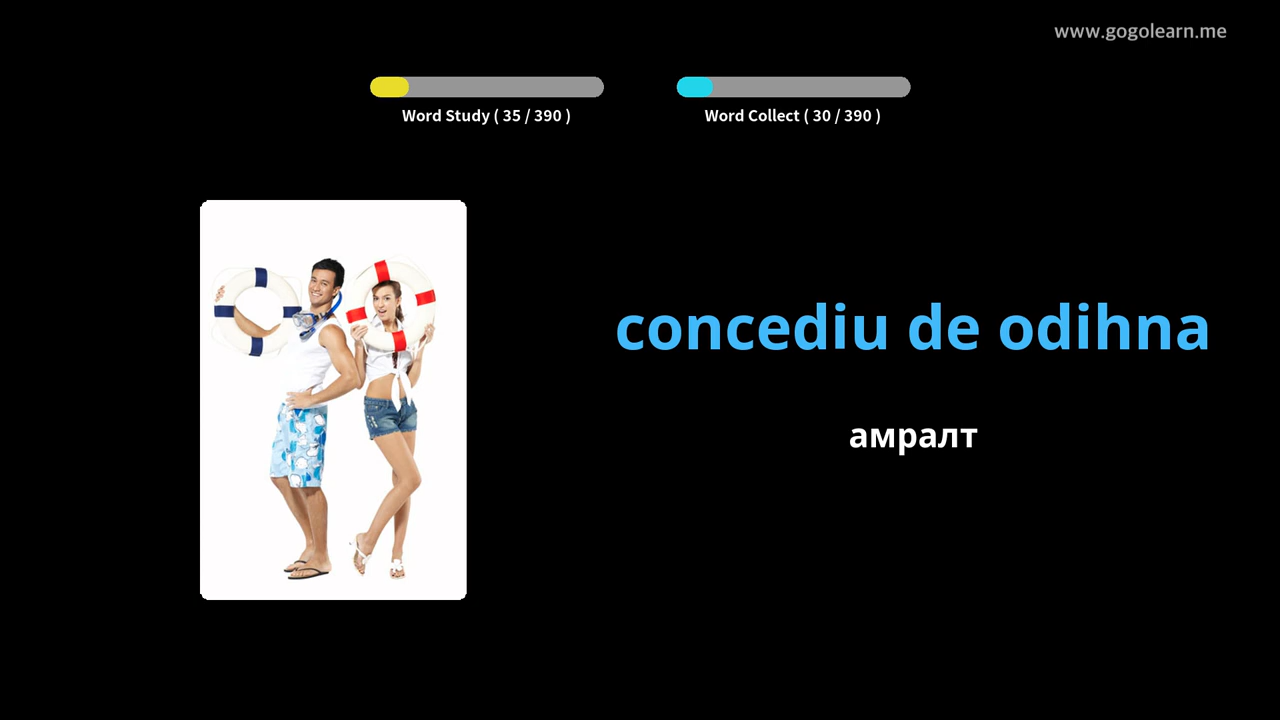 www.gogolearn.me
Word Study ( 35 / 390 )
Word Collect ( 30 / 390 )
concediu de odihna
амралт